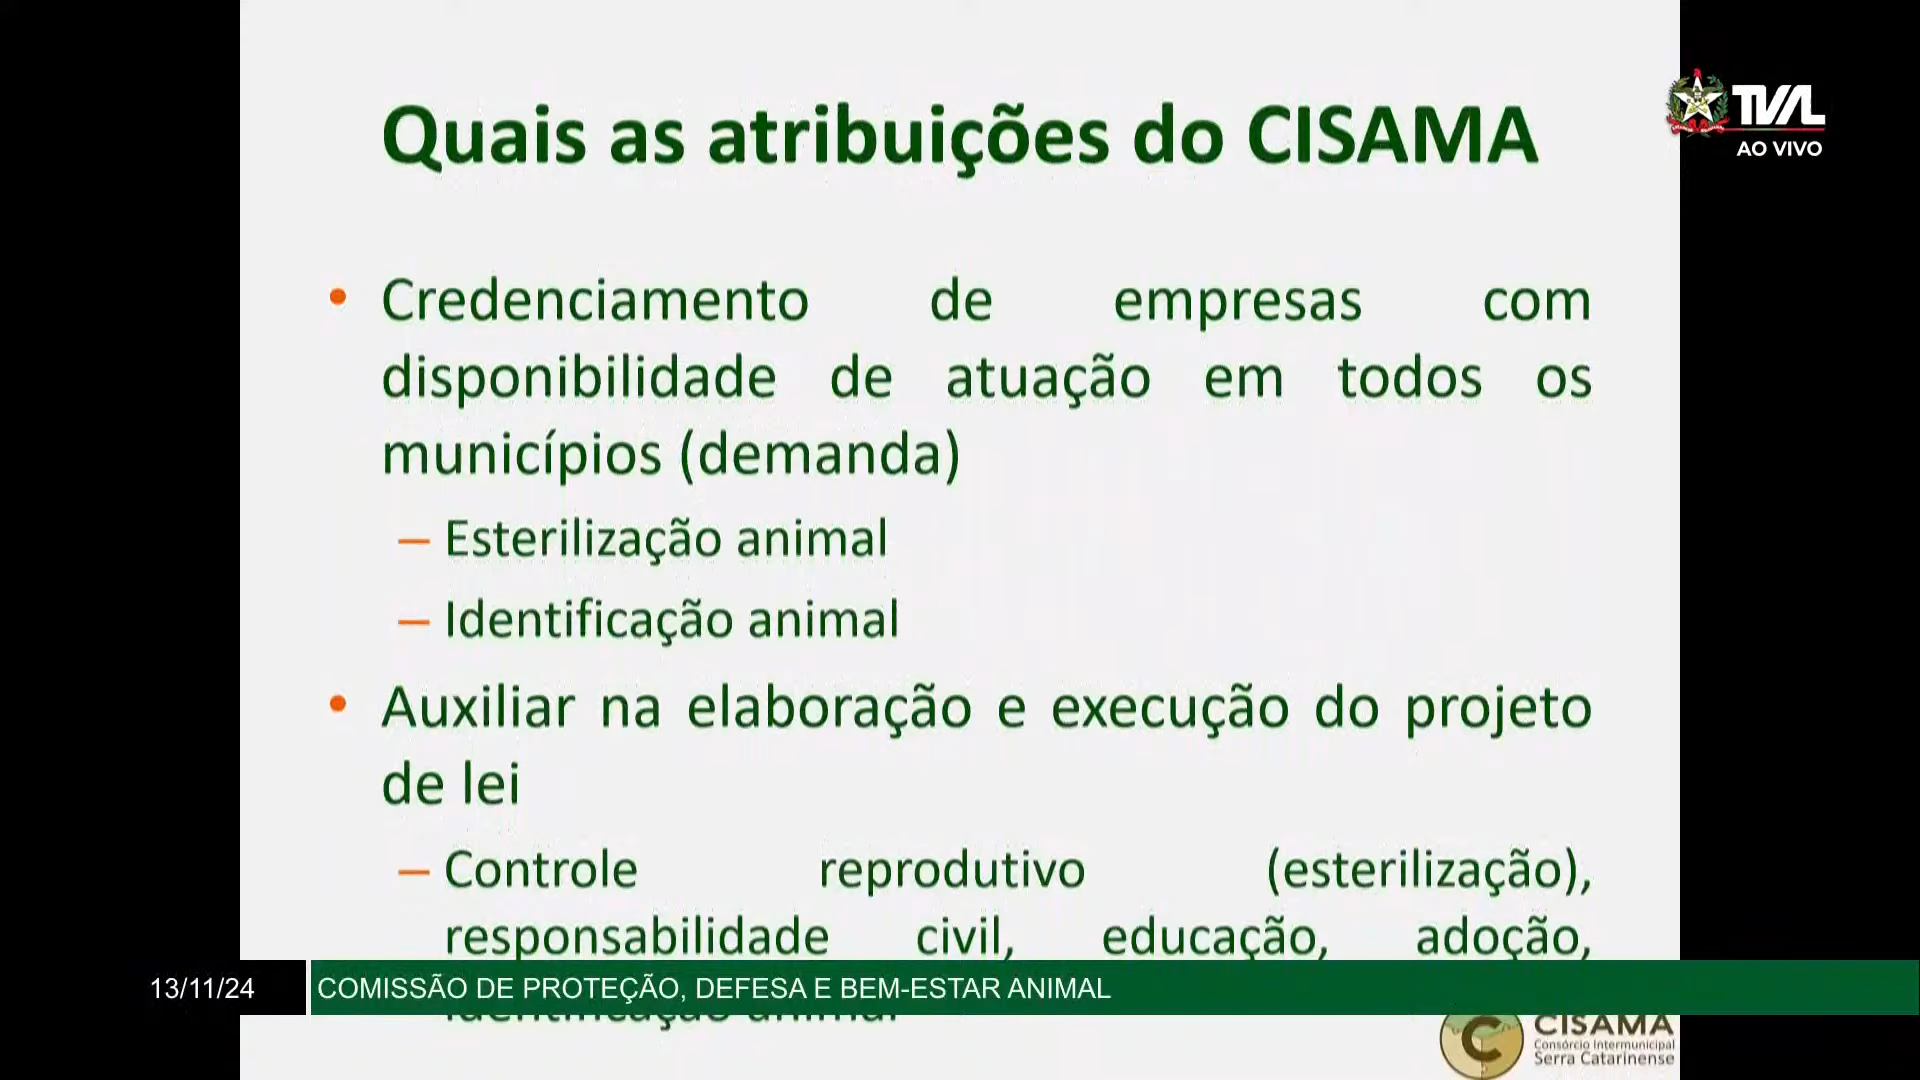 Quais as atribuições do CISAMA
TVAL
AO VIVO
• Credenciamento de empresas com
disponibilidade de atuação em todos os
municípios (demanda)
– Esterilização animal
– Identificação animal
• Auxiliar na elaboração e execução do projeto
de lei
– Controle reprodutivo (esterilização),
responsabilidade civil, educação, adoção,
identificação animal
13/11/24
COMISSÃO DE PROTEÇÃO, DEFESA E BEM-ESTAR ANIMAL
CISAMA
Consórcio Intermunicipal
Serra Catarinense